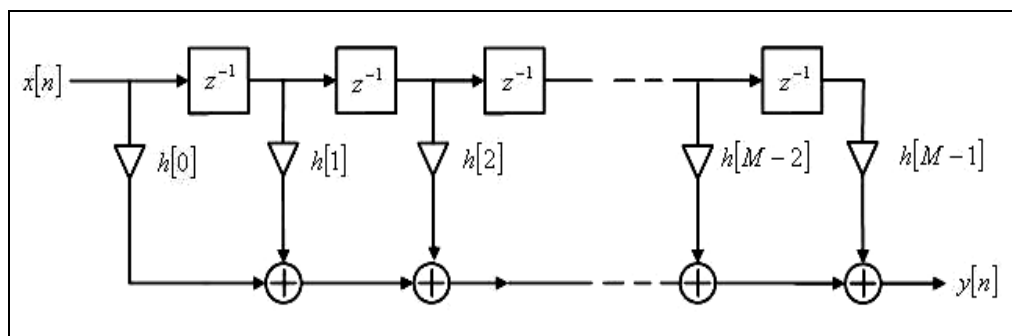 x[n] z⁻¹ z⁻¹ z⁻¹ z⁻¹
h[0] h[1] h[2] h[M−2] h[M−1]
y[n]